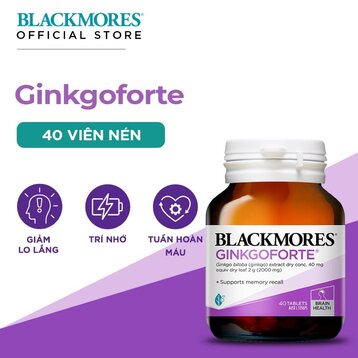 BLACKMORES®
OFFICIAL STORE
Ginkgoforte
40 VIÊN NÉN
GIẢM
LO LẮNG
TRÍ NHỚ
TUẦN HOÀN
MÁU
BLACKMORES®
GINKGOFORTE®
Ginkgo biloba (ginkgo) extract dry conc. 40 mg
equiv dry leaf 2 g (2000 mg)
• Supports memory recall
40 TABLETS
BRAIN
HEALTH